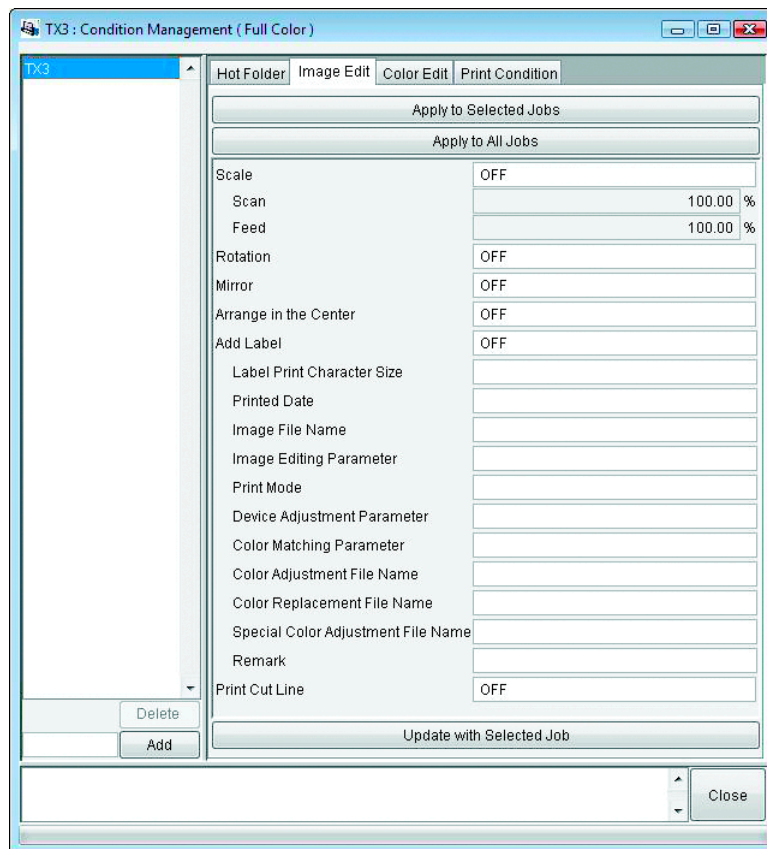 TX3 : Condition Management ( Full Color )
TX3
Hot Folder Image Edit Color Edit Print Condition
Apply to Selected Jobs
Apply to All Jobs
Scale OFF
Scan 100.00 %
Feed 100.00 %
Rotation OFF
Mirror OFF
Arrange in the Center OFF
Add Label OFF
Label Print Character Size
Printed Date
Image File Name
Image Editing Parameter
Print Mode
Device Adjustment Parameter
Color Matching Parameter
Color Adjustment File Name
Color Replacement File Name
Special Color Adjustment File Name
Remark
Print Cut Line OFF
Delete
Update with Selected Job
Add
Close